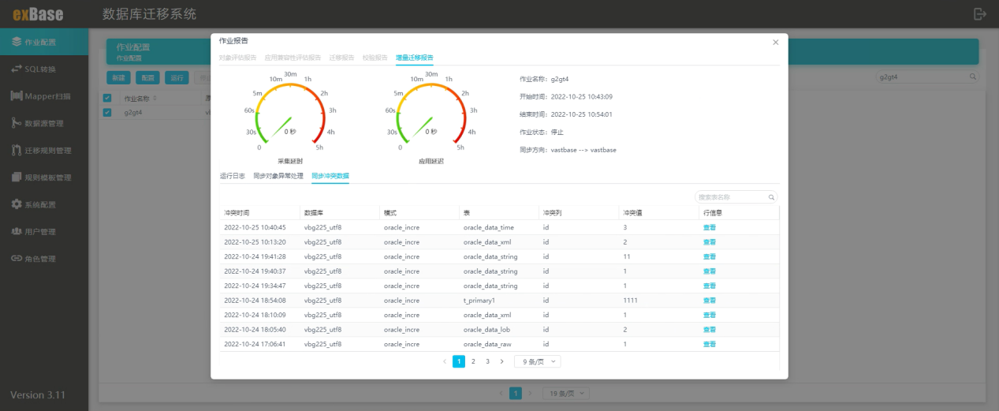 exBase 数据库迁移系统
作业配置
SQL转换
Mapper扫描
数据源管理
迁移规则管理
规则模板管理
系统配置
用户管理
角色管理
Version 3.11
作业配置
作业配置
新建 配置 运行
g2gt4
作业名称
g2gt4
作业报告
对象评估报告 应用兼容性评估报告 迁移报告 校验报告 增量迁移报告
0 30s 60s 5m 10m 30m 1h 2h 3h 4h 5h
0 秒
采集延时
0 30s 60s 5m 10m 30m 1h 2h 3h 4h 5h
0 秒
应用延迟
作业名称：g2gt4
开始时间：2022-10-25 10:43:09
结束时间：2022-10-25 10:54:01
作业状态：停止
同步方向：vastbase --> vastbase
运行日志 同步对象异常处理 同步冲突数据
搜索表名称
冲突时间 数据库 模式 表 冲突列 冲突值 行信息
2022-10-25 10:40:45 vbg225_utf8 oracle_incre oracle_data_time id 3 查看
2022-10-25 10:13:20 vbg225_utf8 oracle_incre oracle_data_xml id 2 查看
2022-10-24 19:41:28 vbg225_utf8 oracle_incre oracle_data_string id 11 查看
2022-10-24 19:40:37 vbg225_utf8 oracle_incre oracle_data_string id 1 查看
2022-10-24 19:34:47 vbg225_utf8 oracle_incre oracle_data_string id 1 查看
2022-10-24 18:54:08 vbg225_utf8 oracle_incre t_primary1 id 1111 查看
2022-10-24 18:10:09 vbg225_utf8 oracle_incre oracle_data_xml id 1 查看
2022-10-24 18:05:40 vbg225_utf8 oracle_incre oracle_data_lob id 2 查看
2022-10-24 17:06:41 vbg225_utf8 oracle_incre oracle_data_raw id 1 查看
< 1 2 3 > 9 条/页
< 1 > 19 条/页